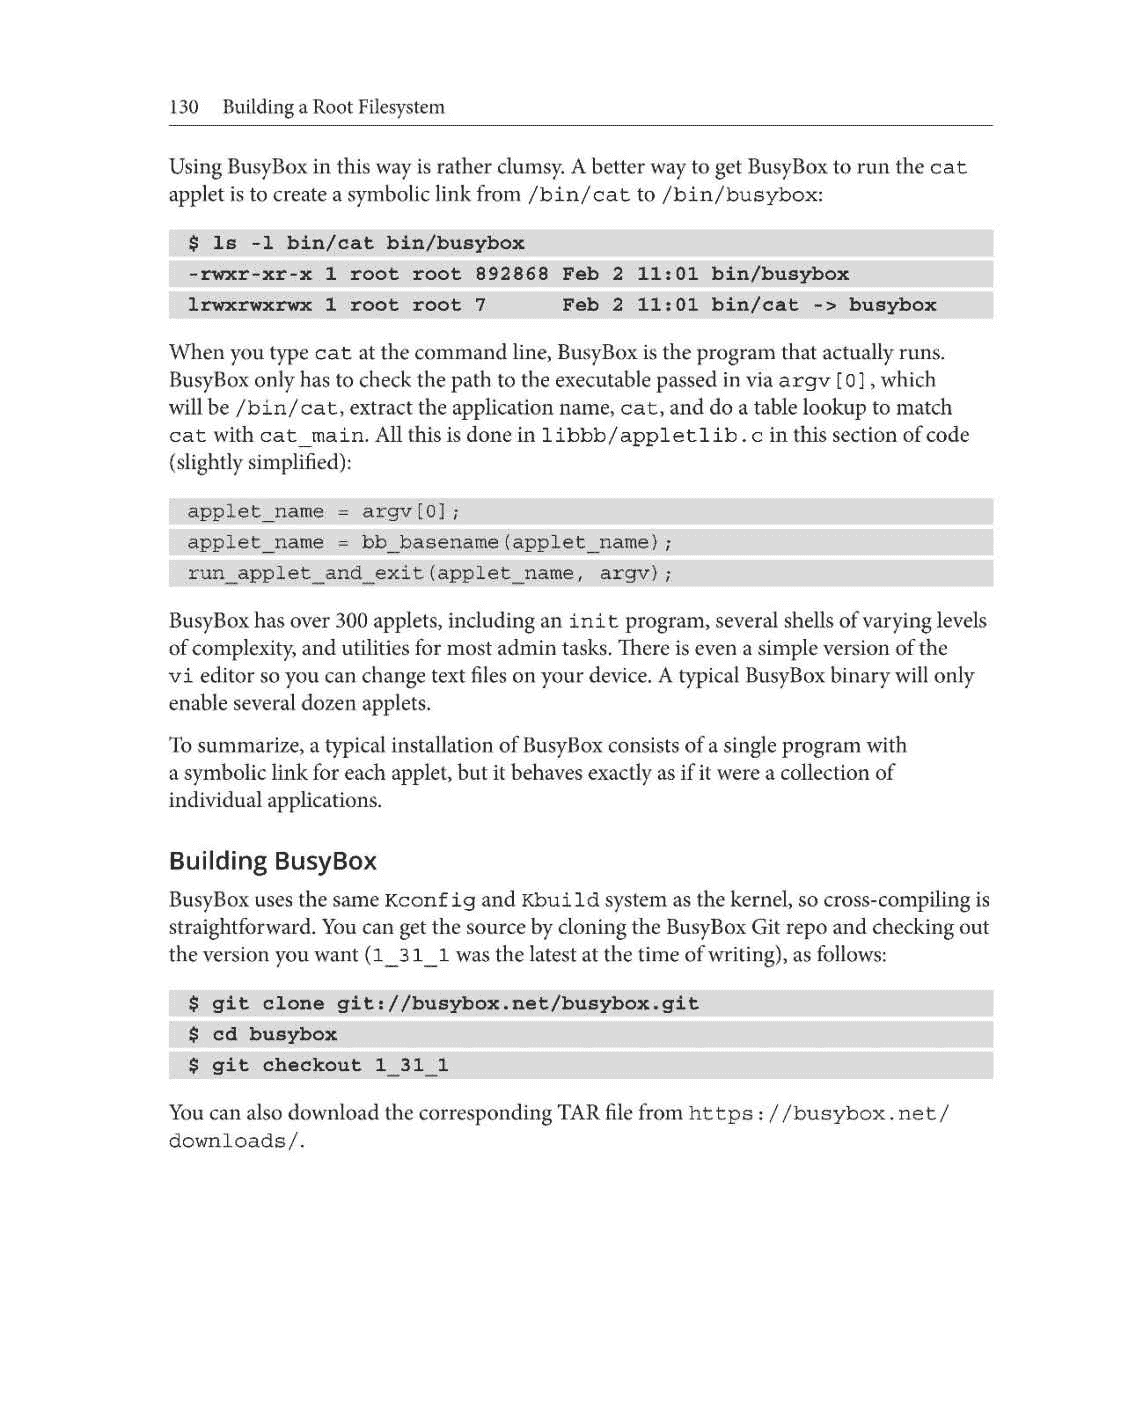 130 Building a Root Filesystem
Using BusyBox in this way is rather clumsy. A better way to get BusyBox to run the cat
applet is to create a symbolic link from /bin/cat to /bin/busybox:
$ ls -l bin/cat bin/busybox
-rwxr-xr-x 1 root root 892868 Feb 2 11:01 bin/busybox
lrwxrwxrwx 1 root root 7      Feb 2 11:01 bin/cat -> busybox
When you type cat at the command line, BusyBox is the program that actually runs.
BusyBox only has to check the path to the executable passed in via argv[0], which
will be /bin/cat, extract the application name, cat, and do a table lookup to match
cat with cat_main. All this is done in libbb/appletlib.c in this section of code
(slightly simplified):
applet_name = argv[0];
applet_name = bb_basename(applet_name);
run_applet_and_exit(applet_name, argv);
BusyBox has over 300 applets, including an init program, several shells of varying levels
of complexity, and utilities for most admin tasks. There is even a simple version of the
vi editor so you can change text files on your device. A typical BusyBox binary will only
enable several dozen applets.
To summarize, a typical installation of BusyBox consists of a single program with
a symbolic link for each applet, but it behaves exactly as if it were a collection of
individual applications.
Building BusyBox
BusyBox uses the same Kconfig and Kbuild system as the kernel, so cross-compiling is
straightforward. You can get the source by cloning the BusyBox Git repo and checking out
the version you want (1_31_1 was the latest at the time of writing), as follows:
$ git clone git://busybox.net/busybox.git
$ cd busybox
$ git checkout 1_31_1
You can also download the corresponding TAR file from https://busybox.net/
downloads/.